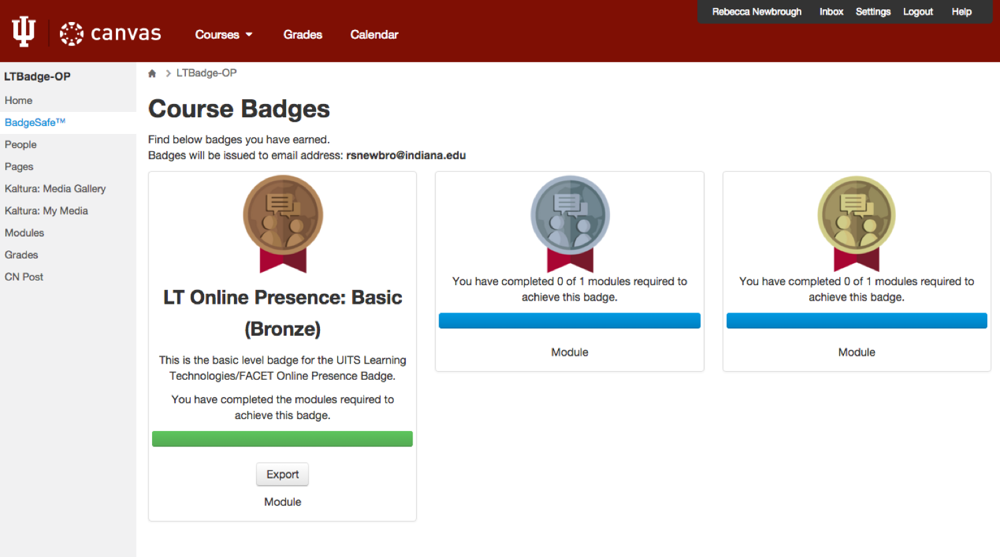 Rebecca Newbrough Inbox Settings Logout Help
canvas Courses Grades Calendar
LTBadge-OP
Home
BadgeSafe™
People
Pages
Kaltura: Media Gallery
Kaltura: My Media
Modules
Grades
CN Post
LTBadge-OP
Course Badges
Find below badges you have earned.
Badges will be issued to email address: rsnewbro@indiana.edu
LT Online Presence: Basic
(Bronze)
This is the basic level badge for the UITS Learning
Technologies/FACET Online Presence Badge.
You have completed the modules required to
achieve this badge.
Export
Module
You have completed 0 of 1 modules required to
achieve this badge.
Module
You have completed 0 of 1 modules required to
achieve this badge.
Module